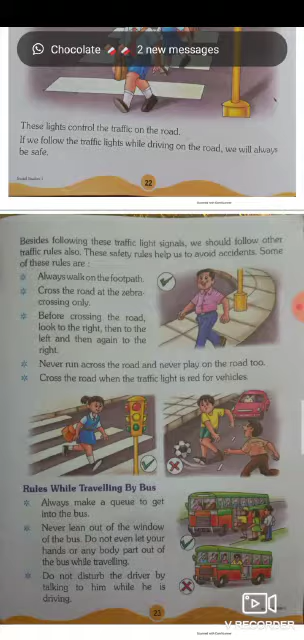 Chocolate 2 new messages
These lights control the traffic on the road.
If we follow the traffic lights while driving on the road, we will always
be safe.
22
Besides following these traffic light signals, we should follow other
traffic rules also. These safety rules help us to avoid accidents. Some
of these rules are :
Always walk on the footpath.
Cross the road at the zebra-
crossing only.
Before crossing the road,
look to the right, then to the
left and then again to the
right.
Never run across the road and never play on the road too.
Cross the road when the traffic light is red for vehicles.
Rules While Travelling By Bus
Always make a queue to get
into the bus.
Never lean out of the window
of the bus. Do not even let your
hands or any body part out of
the bus while travelling.
Do not disturb the driver by
talking to him while he is
driving.
23
V RECORDER